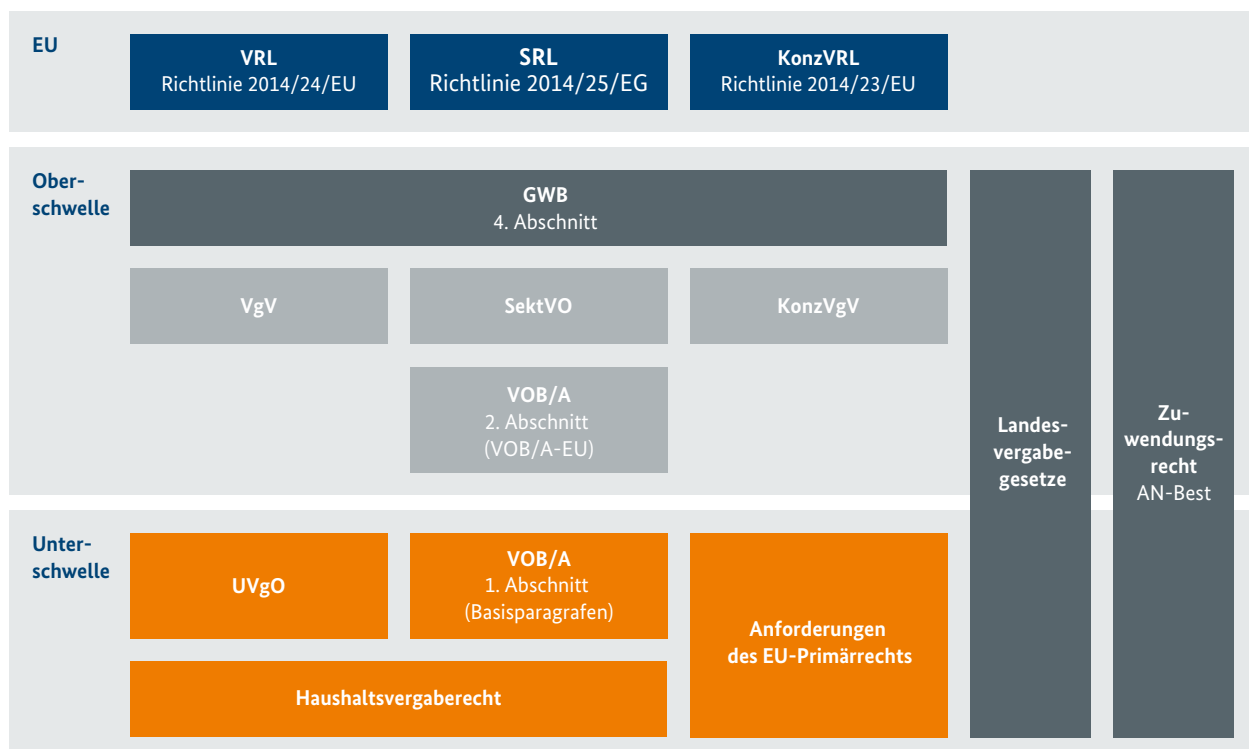 EU
VRL
Richtlinie 2014/24/EU
SRL
Richtlinie 2014/25/EG
KonzVRL
Richtlinie 2014/23/EU
Ober-
schwelle
GWB
4. Abschnitt
VgV
SektVO
KonzVgV
VOB/A
2. Abschnitt
(VOB/A-EU)
Landes-
vergabe-
gesetze
Zu-
wendungs-
recht
AN-Best
Unter-
schwelle
UVgO
VOB/A
1. Abschnitt
(Basisparagrafen)
Anforderungen
des EU-Primärrechts
Haushaltsvergaberecht